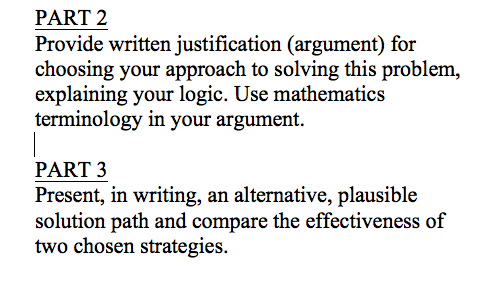 PART 2
Provide written justification (argument) for
choosing your approach to solving this problem,
explaining your logic. Use mathematics
terminology in your argument.
PART 3
Present, in writing, an alternative, plausible
solution path and compare the effectiveness of
two chosen strategies.